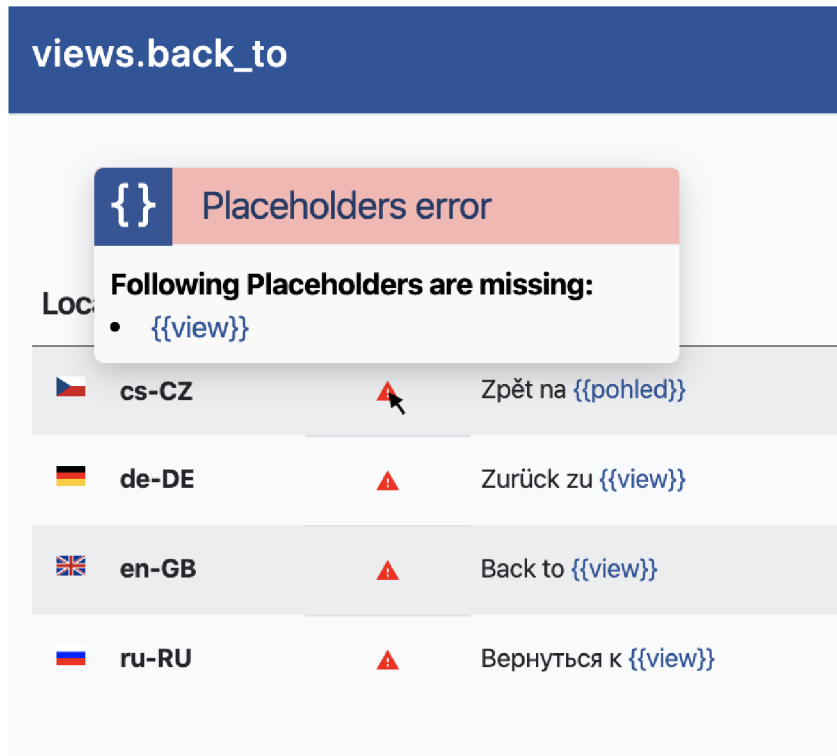 views.back_to
{} Placeholders error
Following Placeholders are missing:
• {{view}}
cs-CZ Zpět na {{pohled}}
de-DE Zurück zu {{view}}
en-GB Back to {{view}}
ru-RU Вернуться к {{view}}